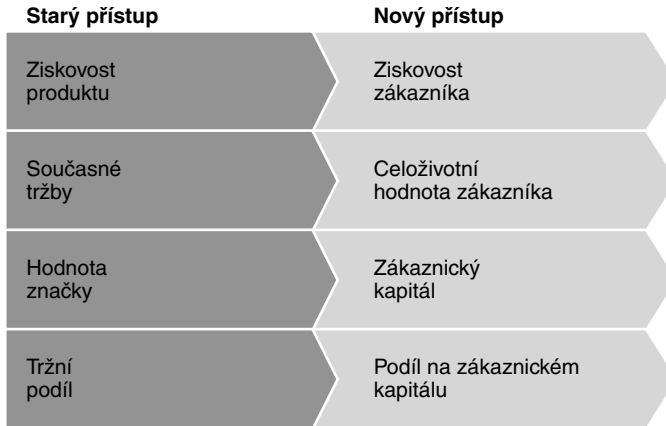 Starý přístup
Nový přístup
Ziskovost
produktu
Ziskovost
zákazníka
Současné
tržby
Celoživotní
hodnota zákazníka
Hodnota
značky
Zákaznický
kapitál
Tržní
podíl
Podíl na zákaznickém
kapitálu